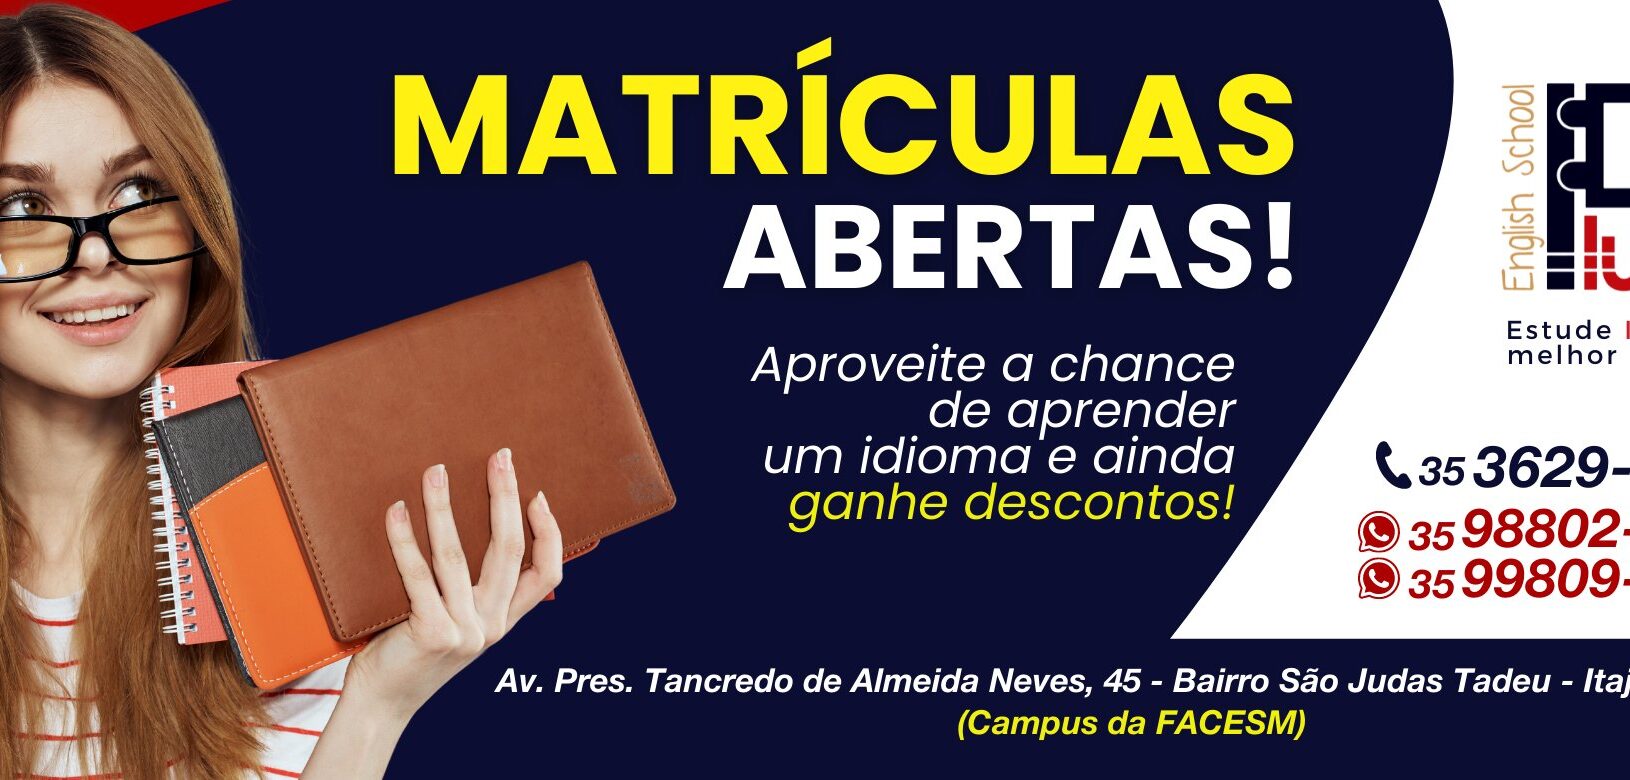 MATRÍCULAS
ABERTAS!
Aproveite a chance
de aprender
um idioma e ainda
ganhe descontos!
English School
Estude
melhor
35 3629-
35 98802-
35 99809-
Av. Pres. Tancredo de Almeida Neves, 45 - Bairro São Judas Tadeu - Itaj
(Campus da FACESM)